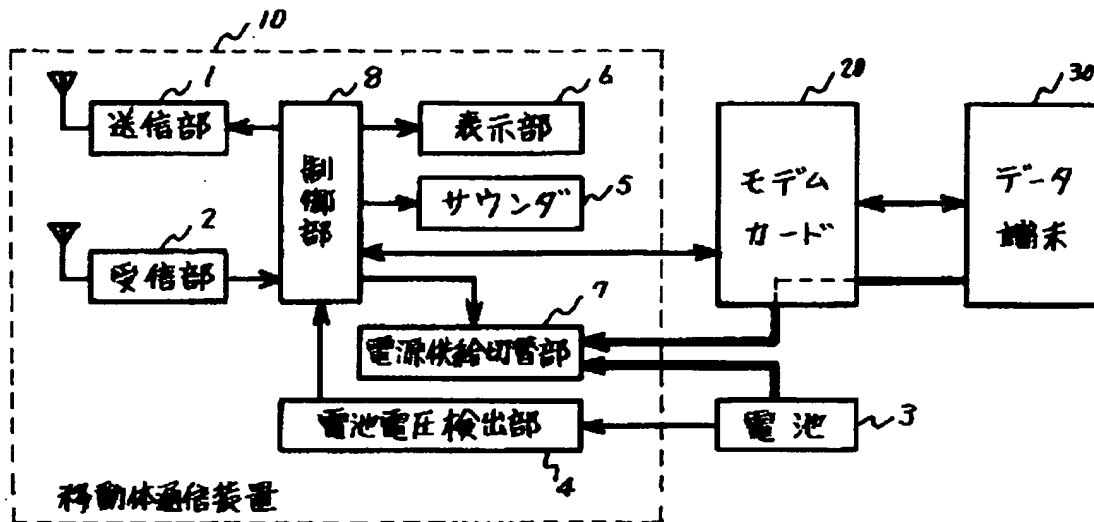 10
1
送信部
8
制御部
6
表示部
サウンダ
5
2
受信部
7
電源供給切替部
電池電圧検出部
4
移動体通信装置
20
モデム
カード
30
データ
端末
電池
3